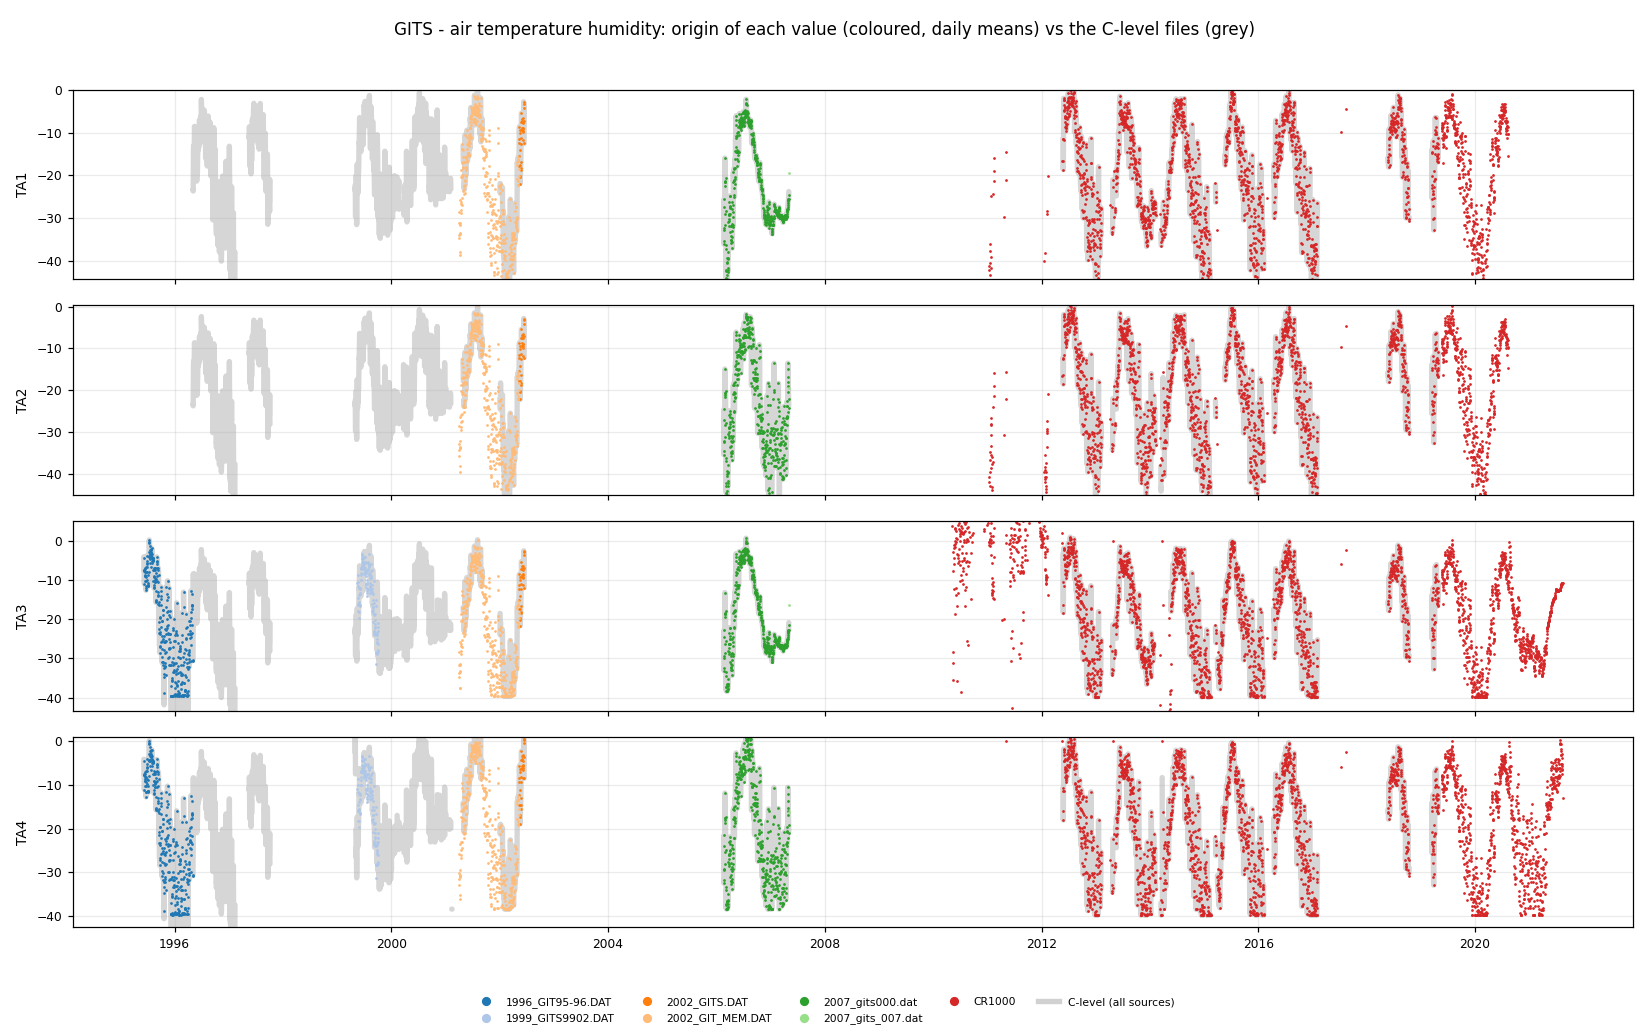 GITS - air temperature humidity: origin of each value (coloured, daily means) vs the C-level files (grey)
TA1
0
−10
−20
−30
−40
TA2
0
−10
−20
−30
−40
TA3
0
−10
−20
−30
−40
TA4
0
−10
−20
−30
−40
1996 2000 2004 2008 2012 2016 2020
1996_GIT95-96.DAT 2002_GITS.DAT 2007_gits000.dat CR1000 C-level (all sources)
1999_GITS9902.DAT 2002_GIT_MEM.DAT 2007_gits_007.dat